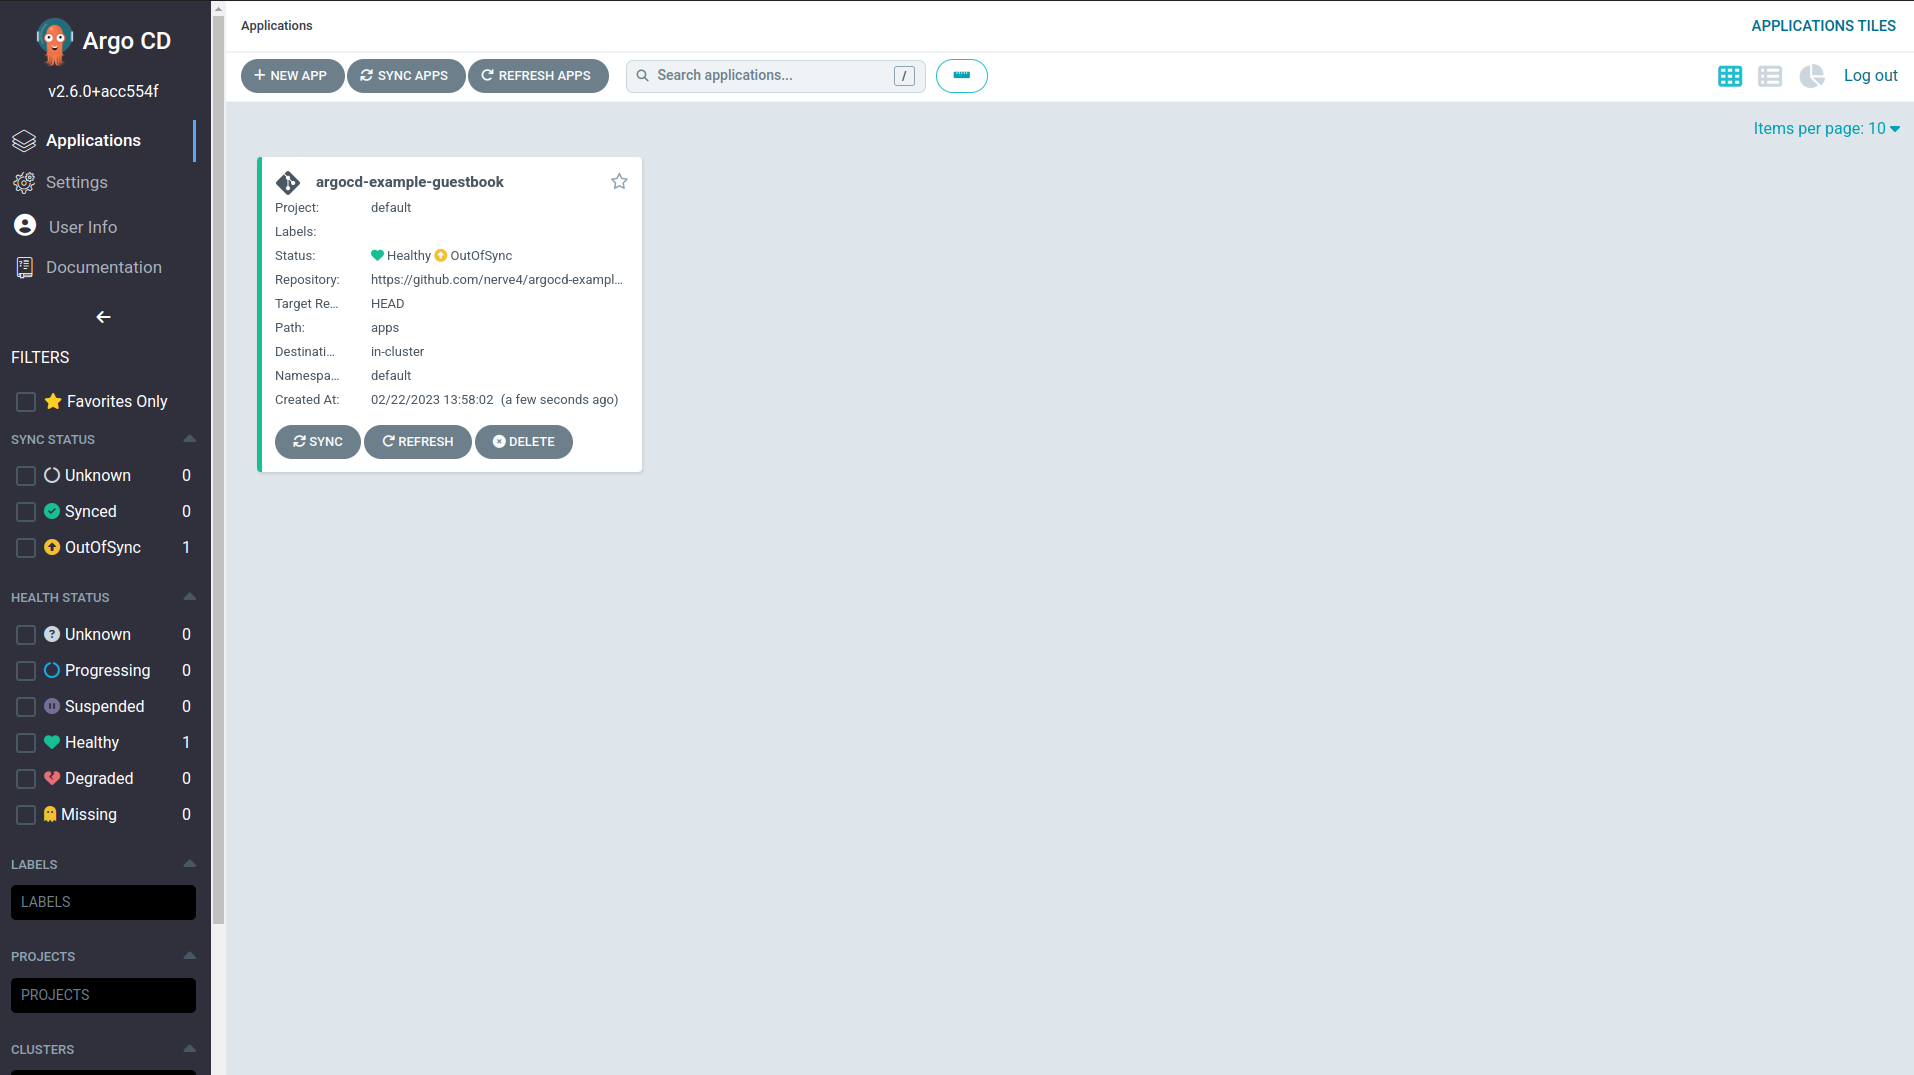 Argo CD
v2.6.0+acc554f
Applications
Settings
User Info
Documentation
FILTERS
Favorites Only
SYNC STATUS
Unknown 0
Synced 0
OutOfSync 1
HEALTH STATUS
Unknown 0
Progressing 0
Suspended 0
Healthy 1
Degraded 0
Missing 0
LABELS
LABELS
PROJECTS
PROJECTS
CLUSTERS
Applications
APPLICATIONS TILES
NEW APP SYNC APPS REFRESH APPS Search applications... / Log out
Items per page: 10
argocd-example-guestbook
Project: default
Labels:
Status: Healthy OutOfSync
Repository: https://github.com/nerve4/argocd-exampl...
Target Re... HEAD
Path: apps
Destinati... in-cluster
Namespa... default
Created At: 02/22/2023 13:58:02 (a few seconds ago)
SYNC REFRESH DELETE